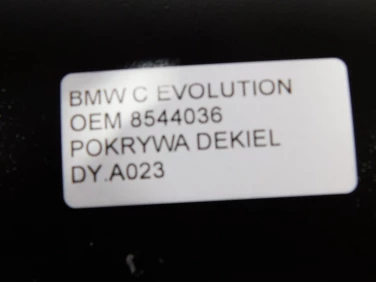 BMW C EVOLUTION
OEM 8544036
POKRYWA DEKIEL
DY.A023